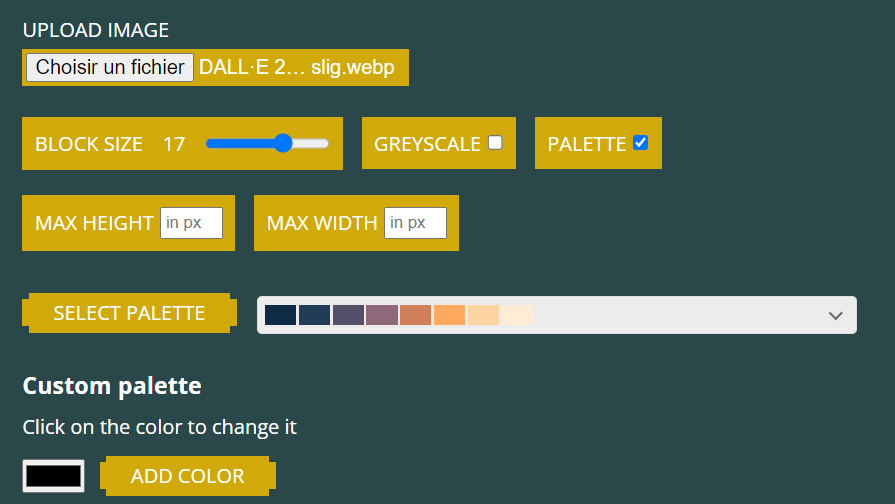 UPLOAD IMAGE
Choisir un fichier DALL·E 2… slig.webp
BLOCK SIZE 17 GREYSCALE PALETTE
MAX HEIGHT in px MAX WIDTH in px
SELECT PALETTE
Custom palette
Click on the color to change it
ADD COLOR